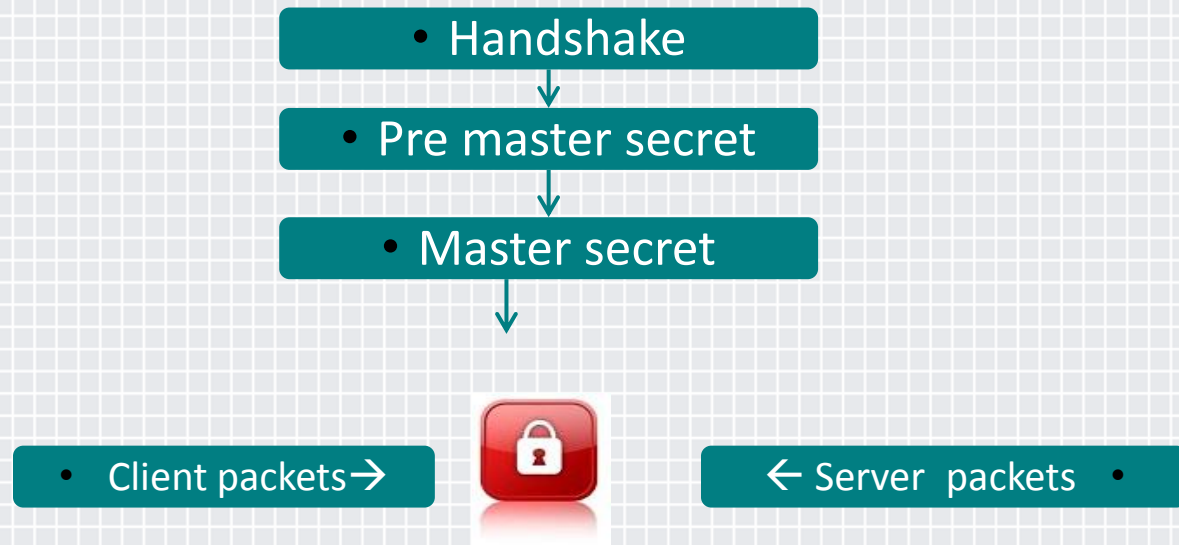 • Handshake
• Pre master secret
• Master secret
• Client packets→
← Server packets •